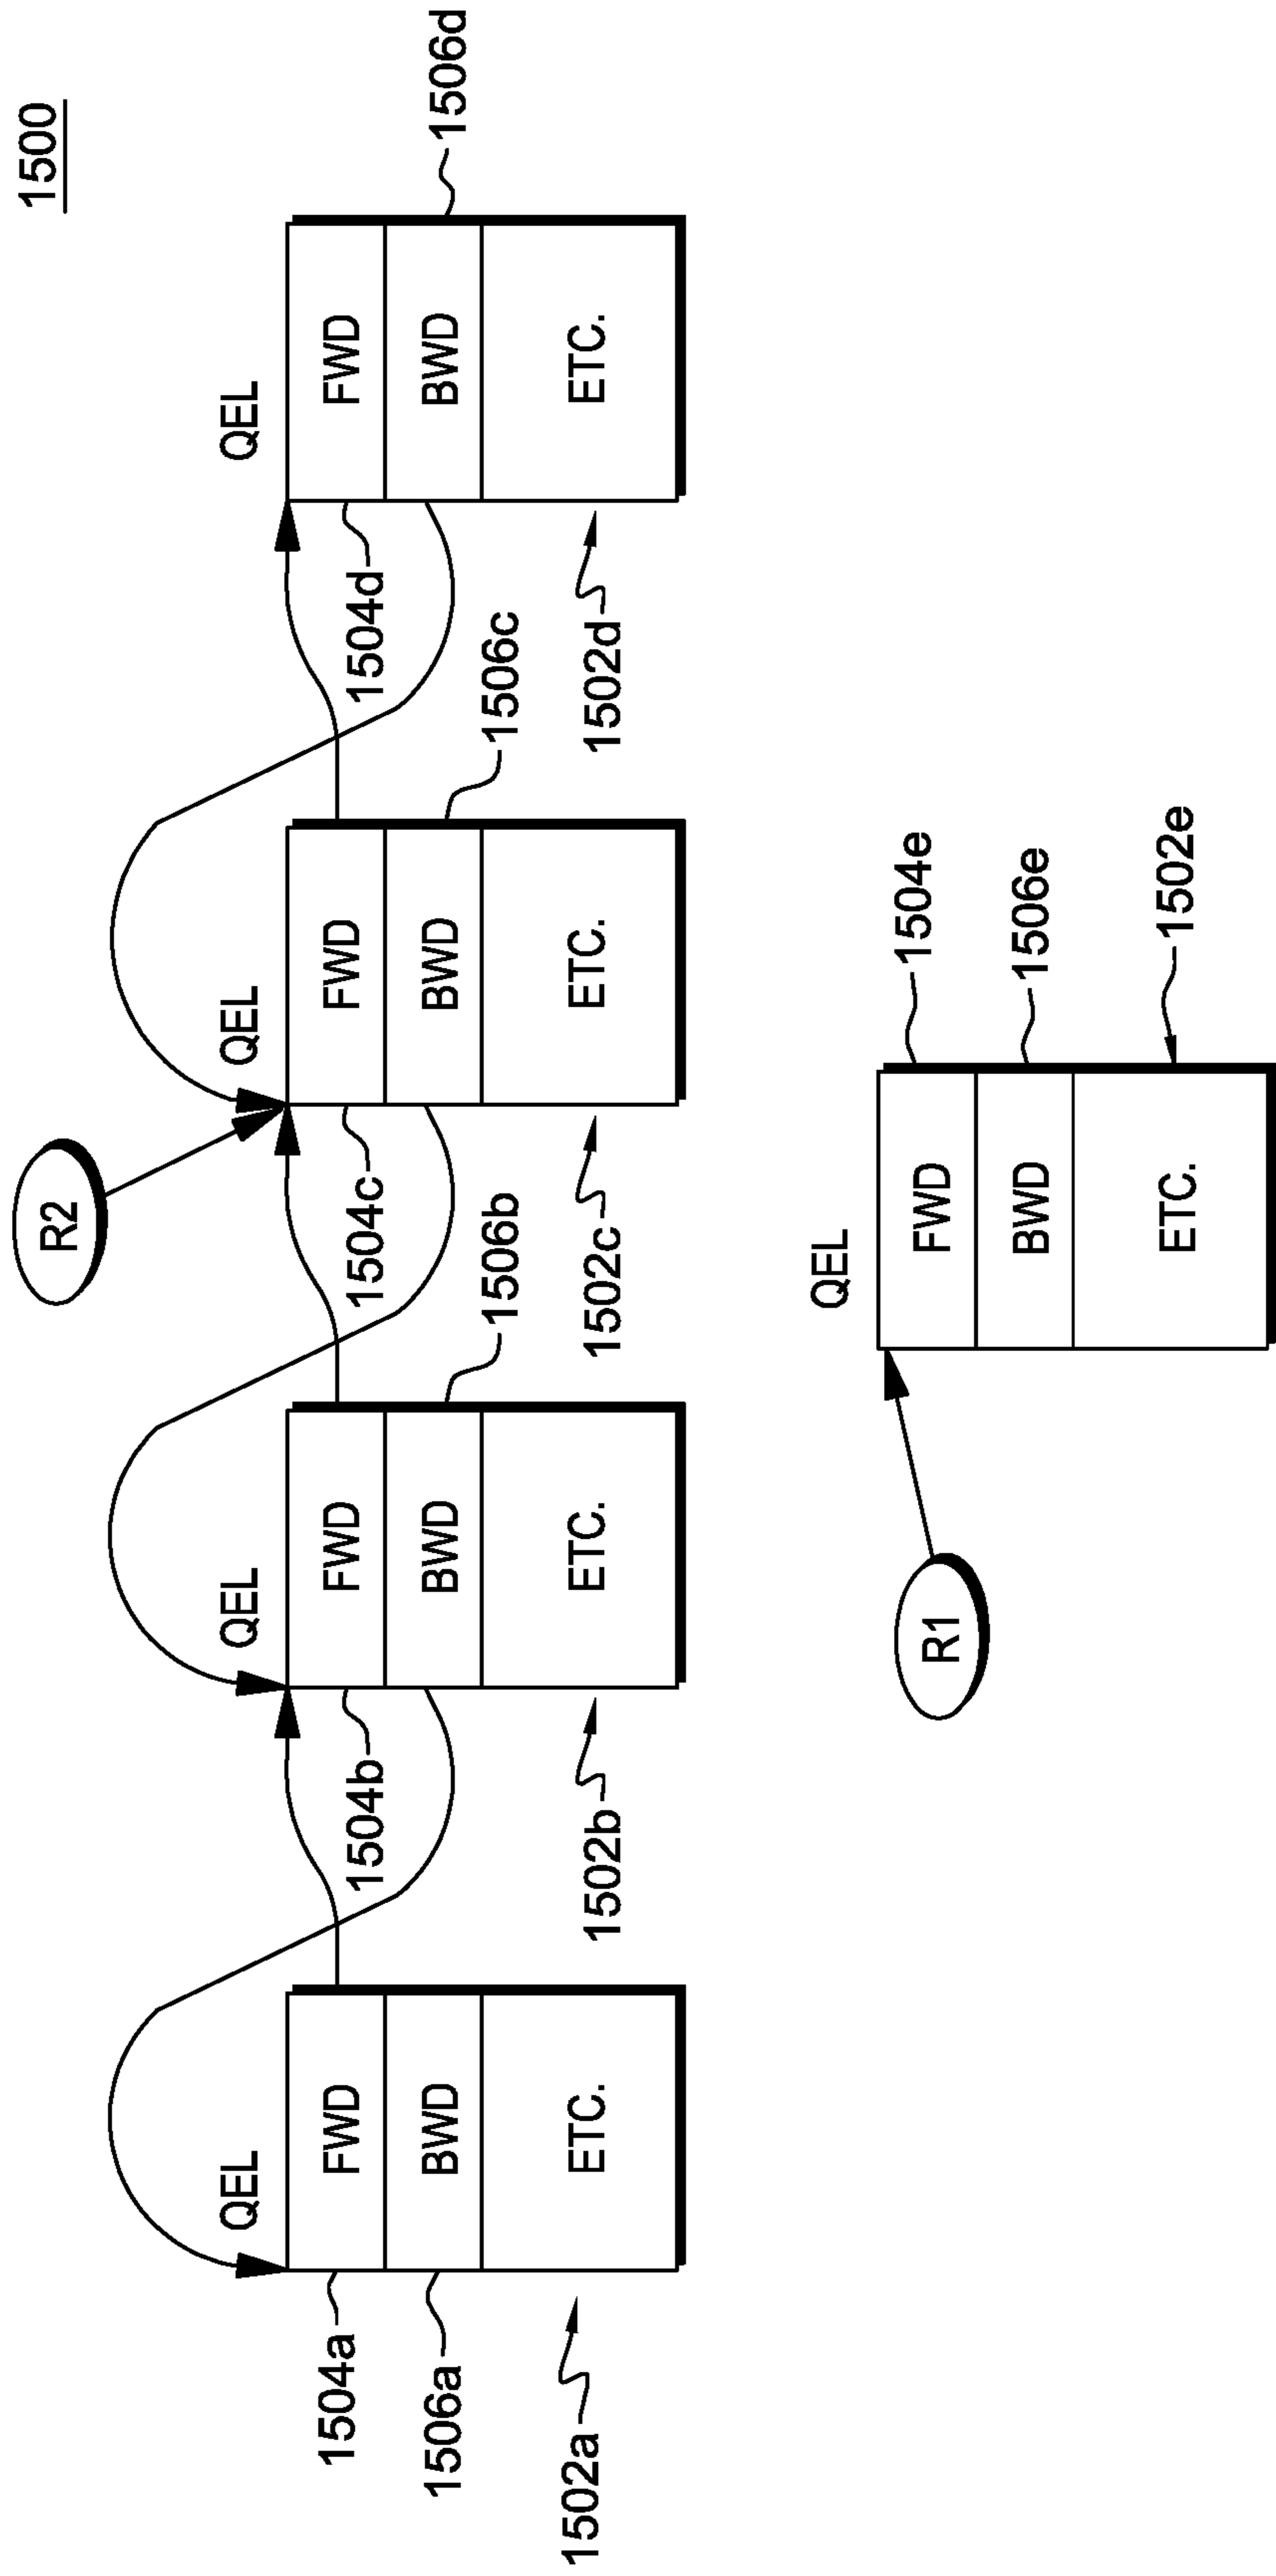 1500
R2
QEL
QEL
QEL
QEL
1504a
FWD
1504b
FWD
1504c
FWD
1504d
FWD
1506a
BWD
1506b
BWD
1506c
BWD
1506d
BWD
1502a
ETC.
1502b
ETC.
1502c
ETC.
1502d
ETC.
QEL
R1
FWD
1504e
BWD
1506e
ETC.
1502e